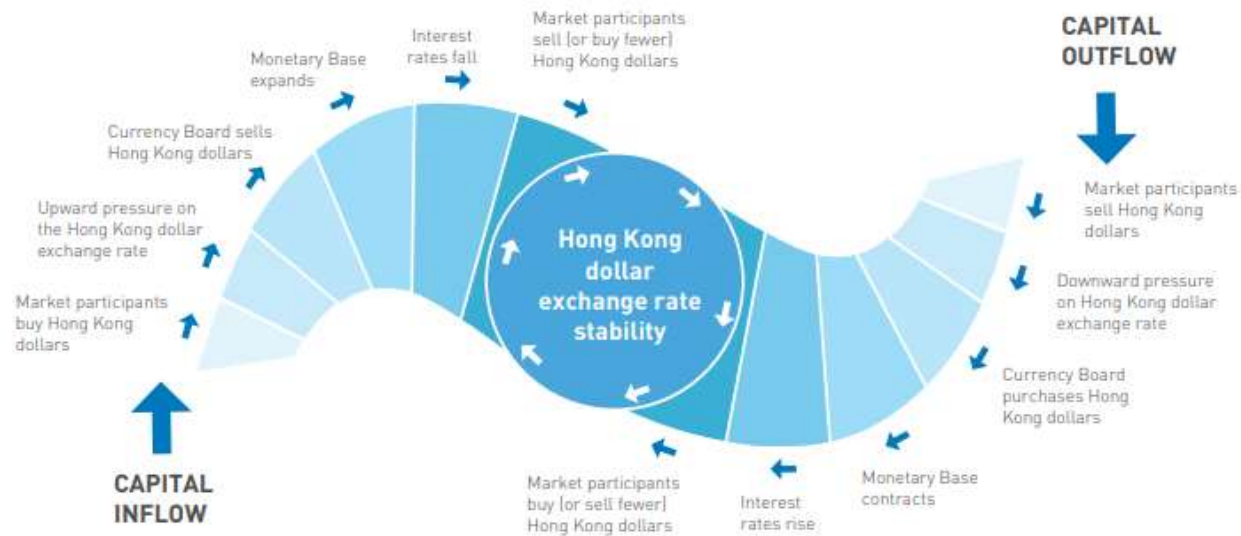 CAPITAL
INFLOW
Market participants
buy Hong Kong
dollars
Upward pressure on
the Hong Kong dollar
exchange rate
Currency Board sells
Hong Kong dollars
Monetary Base
expands
Interest
rates fall
Market participants
sell (or buy fewer)
Hong Kong dollars
Hong Kong
dollar
exchange rate
stability
CAPITAL
OUTFLOW
Market participants
sell Hong Kong
dollars
Downward pressure
on Hong Kong dollar
exchange rate
Currency Board
purchases Hong
Kong dollars
Monetary Base
contracts
Interest
rates rise
Market participants
buy (or sell fewer)
Hong Kong dollars